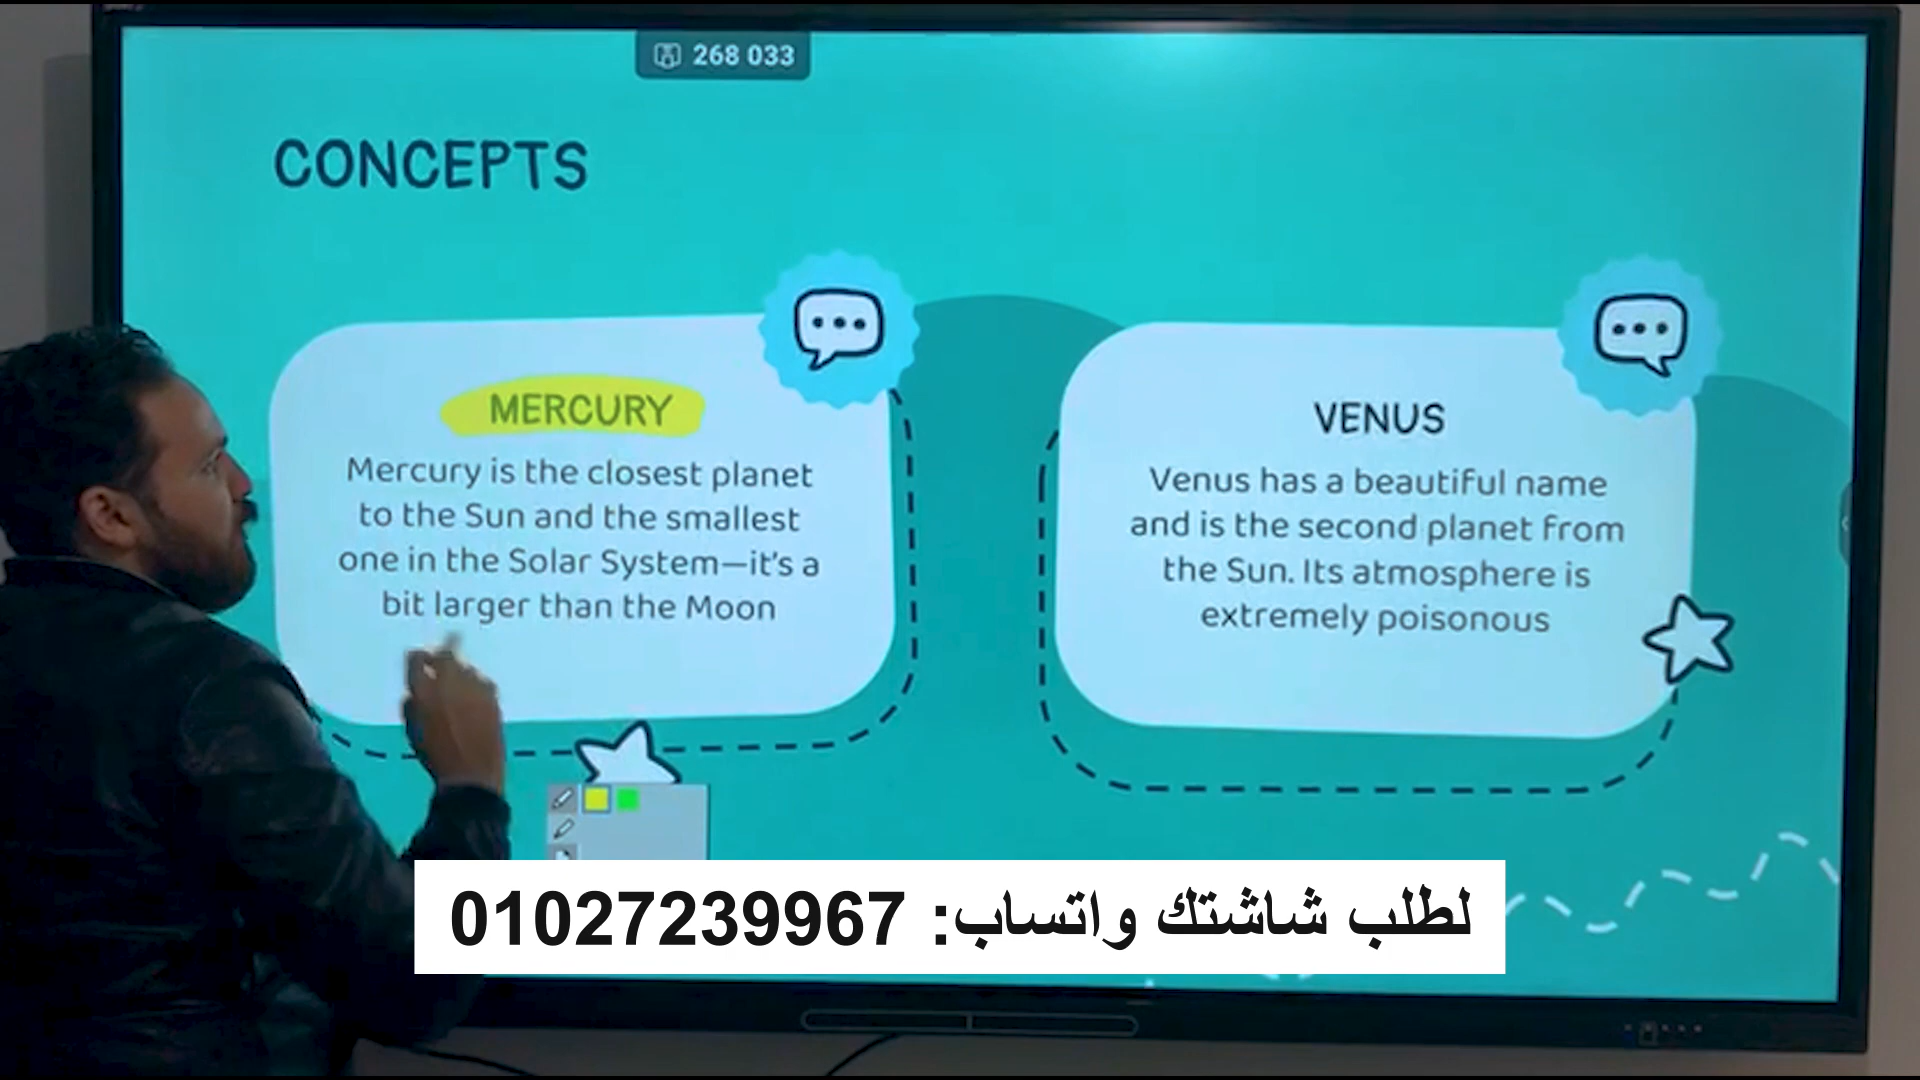 268 033
CONCEPTS
MERCURY
Mercury is the closest planet
to the Sun and the smallest
one in the Solar System—it's a
bit larger than the Moon
VENUS
Venus has a beautiful name
and is the second planet from
the Sun. Its atmosphere is
extremely poisonous
لطلب شاشتك واتساب: 01027239967